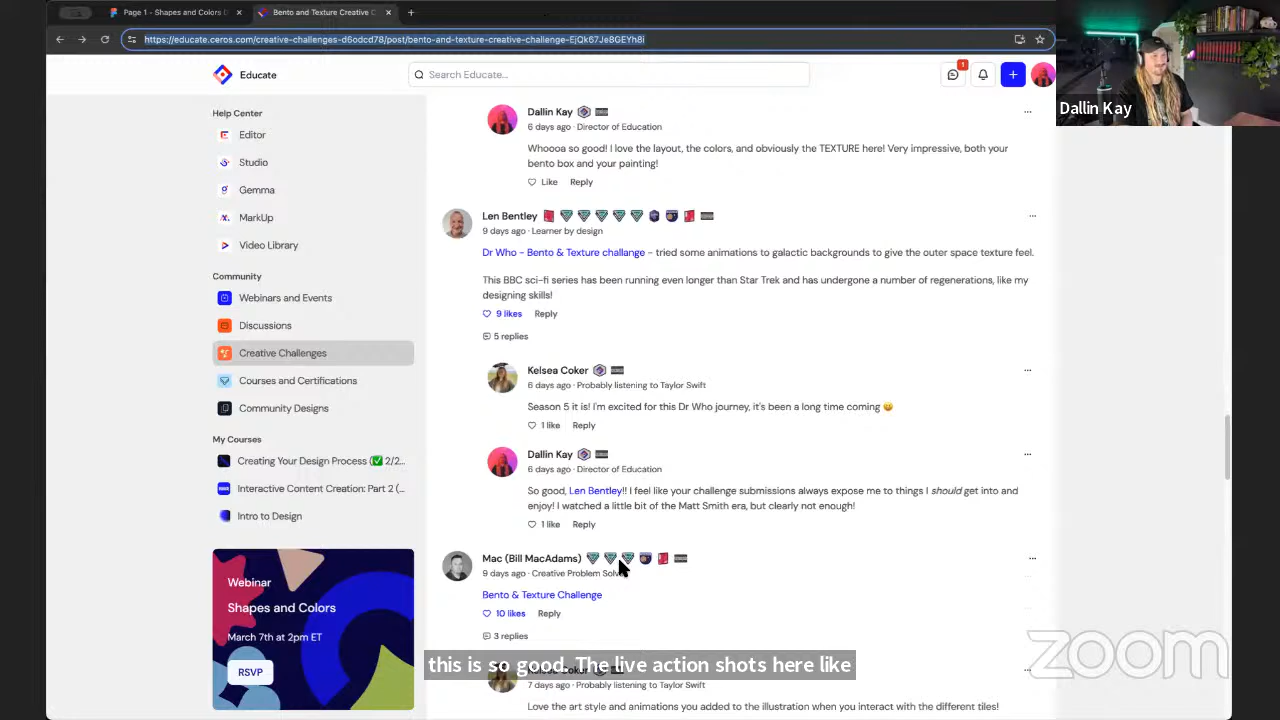 Page 1 - Shapes and Colors D
Bento and Texture Creative C
https://educate.ceros.com/creative-challenges-d6odcd78/post/bento-and-texture-creative-challenge-EjQk67Je8GEYh8i
Educate
Search Educate...
1
Dallin Kay
Help Center
Editor
Studio
Gemma
MarkUp
Video Library
Community
Webinars and Events
Discussions
Creative Challenges
Courses and Certifications
Community Designs
My Courses
Creating Your Design Process (✅ 2/2...
Interactive Content Creation: Part 2 (...
Intro to Design
Webinar
Shapes and Colors
March 7th at 2pm ET
RSVP
Dallin Kay
6 days ago · Director of Education
Whoooa so good! I love the layout, the colors, and obviously the TEXTURE here! Very impressive, both your
bento box and your painting!
Like Reply
Len Bentley
9 days ago · Learner by design
Dr Who - Bento & Texture challange - tried some animations to galactic backgrounds to give the outer space texture feel.
This BBC sci-fi series has been running even longer than Star Trek and has undergone a number of regenerations, like my
designing skills!
9 likes Reply
5 replies
Kelsea Coker
6 days ago · Probably listening to Taylor Swift
Season 5 it is! I'm excited for this Dr Who journey, it's been a long time coming 😄
1 like Reply
Dallin Kay
6 days ago · Director of Education
So good, Len Bentley!! I feel like your challenge submissions always expose me to things I should get into and
enjoy! I watched a little bit of the Matt Smith era, but clearly not enough!
1 like Reply
Mac (Bill MacAdams)
9 days ago · Creative Problem
Bento & Texture Challenge
10 likes Reply
3 replies
this is so good. The live action shots here like
7 days ago · Probably listening to Taylor Swift
Love the art style and animations you added to the illustration when you interact with the different tiles!
zoom